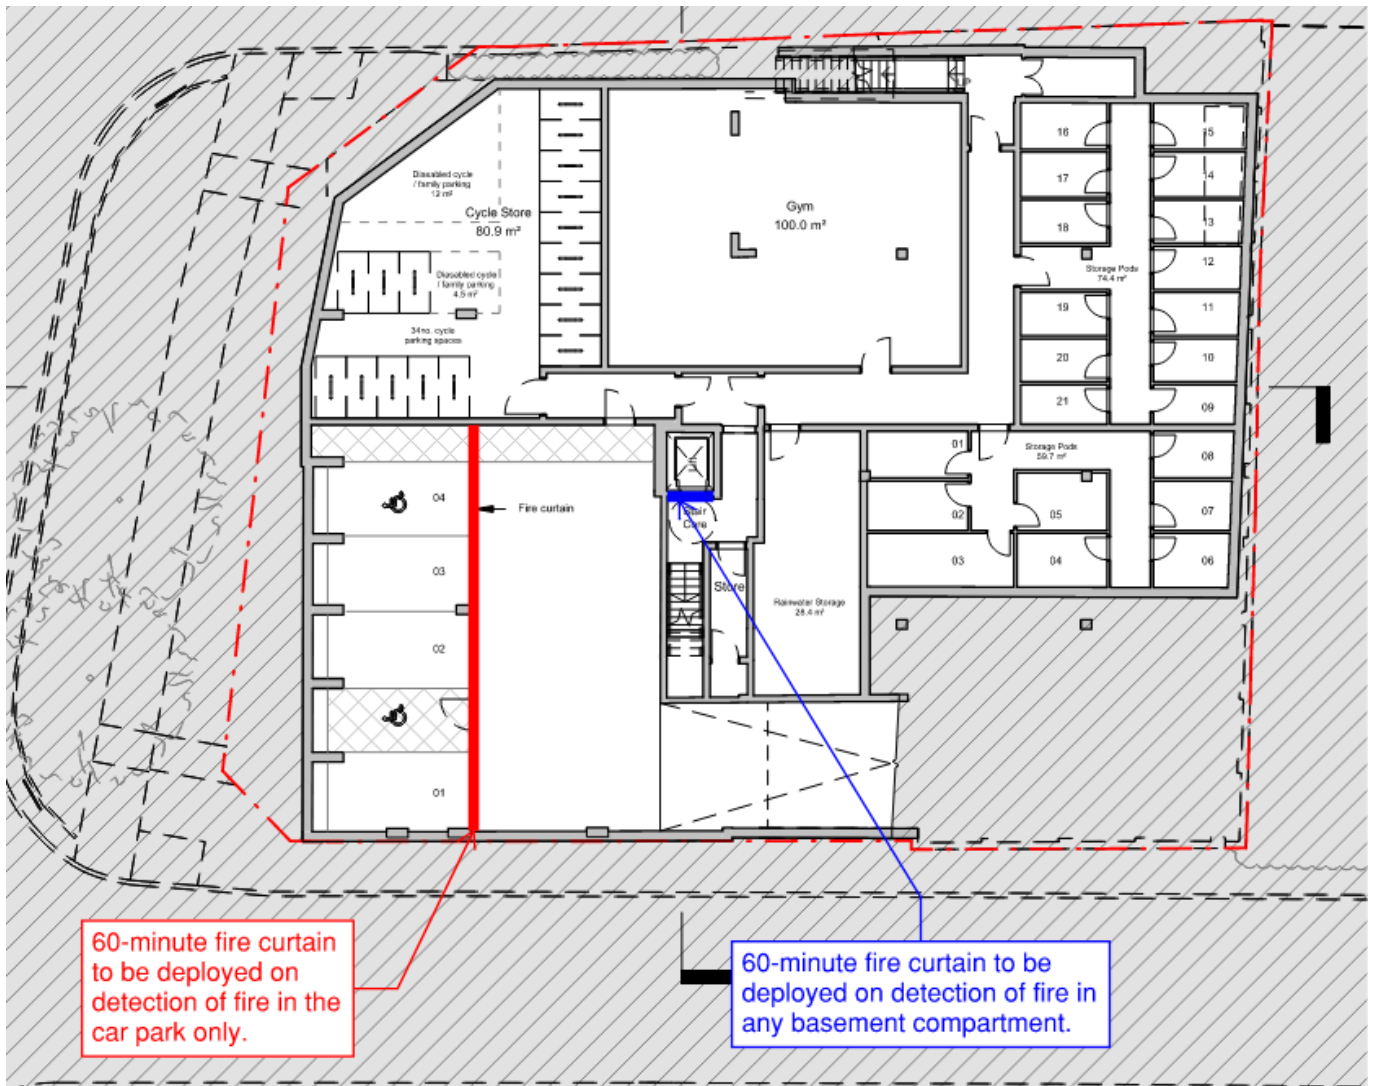 16
17
18
19
20
21
15
14
13
12
11
10
09
08
07
06
Disabled cycle
/ family parking
12 m²
Cycle Store
80.9 m²
Diasabled cycle
/ family parking
4.5 m²
34no. cycle
parking spaces
Gym
100.0 m²
Storage Pods
74.4 m²
Storage Pods
59.7 m²
01
02
03
04
05
Lift
Stair
Core
Store
Rainwater Storage
28.4 m²
04
03
02
01
Fire curtain
60-minute fire curtain
to be deployed on
detection of fire in the
car park only.
60-minute fire curtain to be
deployed on detection of fire in
any basement compartment.